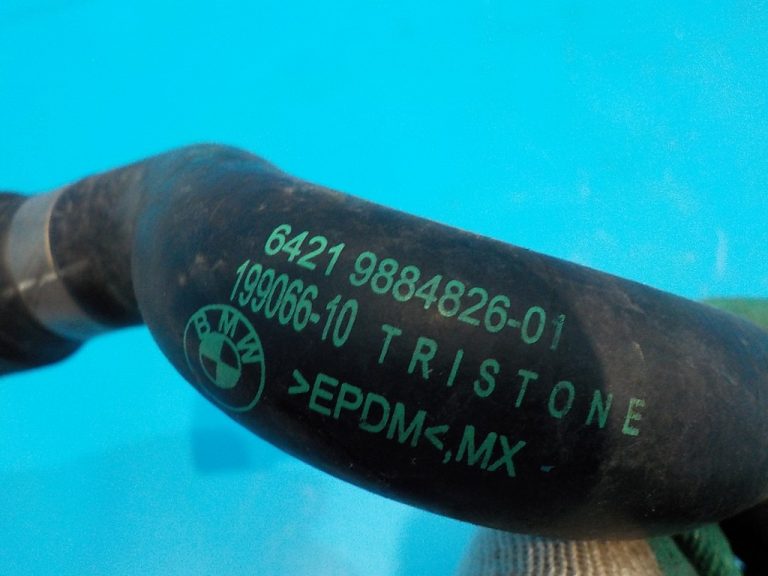 6421 9884826-01
199066-10 TRISTONE
BMW
>EPDM<,MX